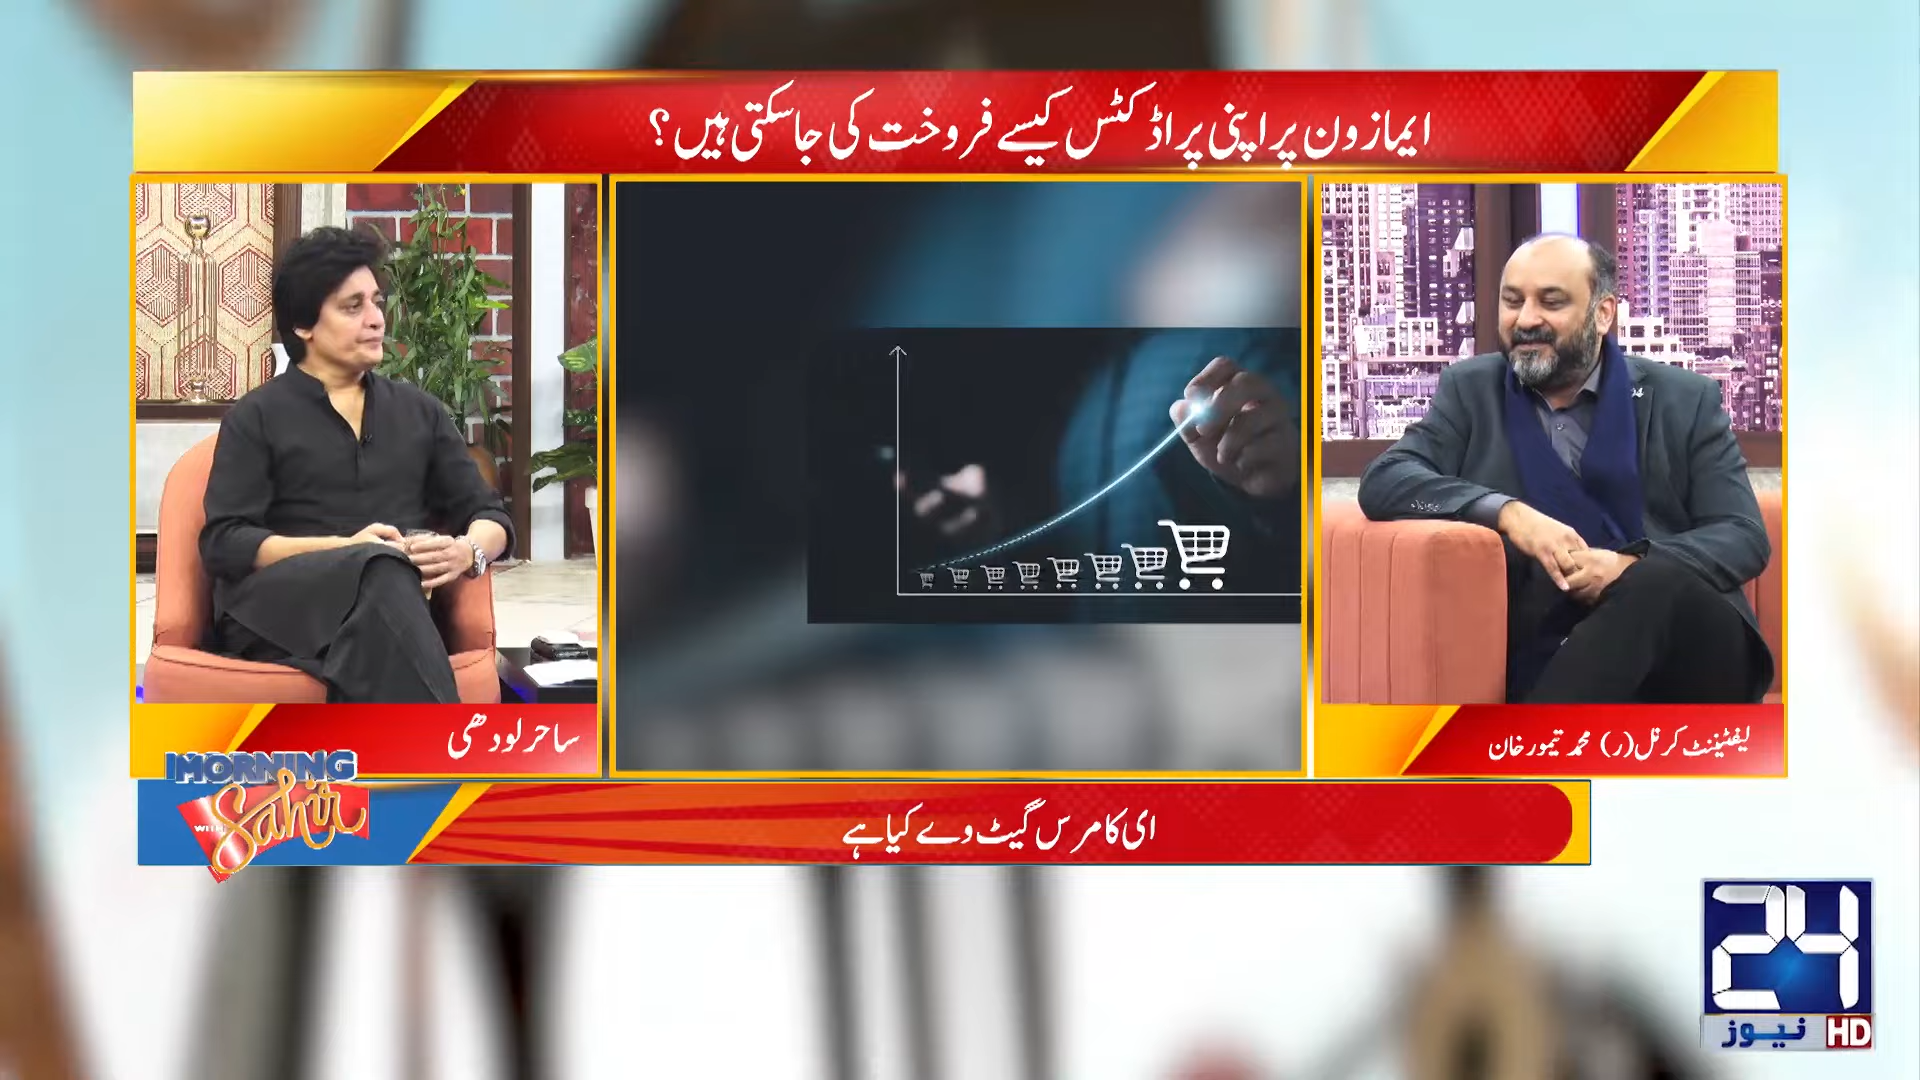 ایمازون پر اپنی پراڈکٹس کیسے فروخت کی جاسکتی ہیں؟
ساحر لودھی
لیفٹیننٹ کرنل (ر) محمد تیمور خان
MORNING
WITH
Sahir
ای کامرس گیٹ وے کیا ہے
24
نیوز HD